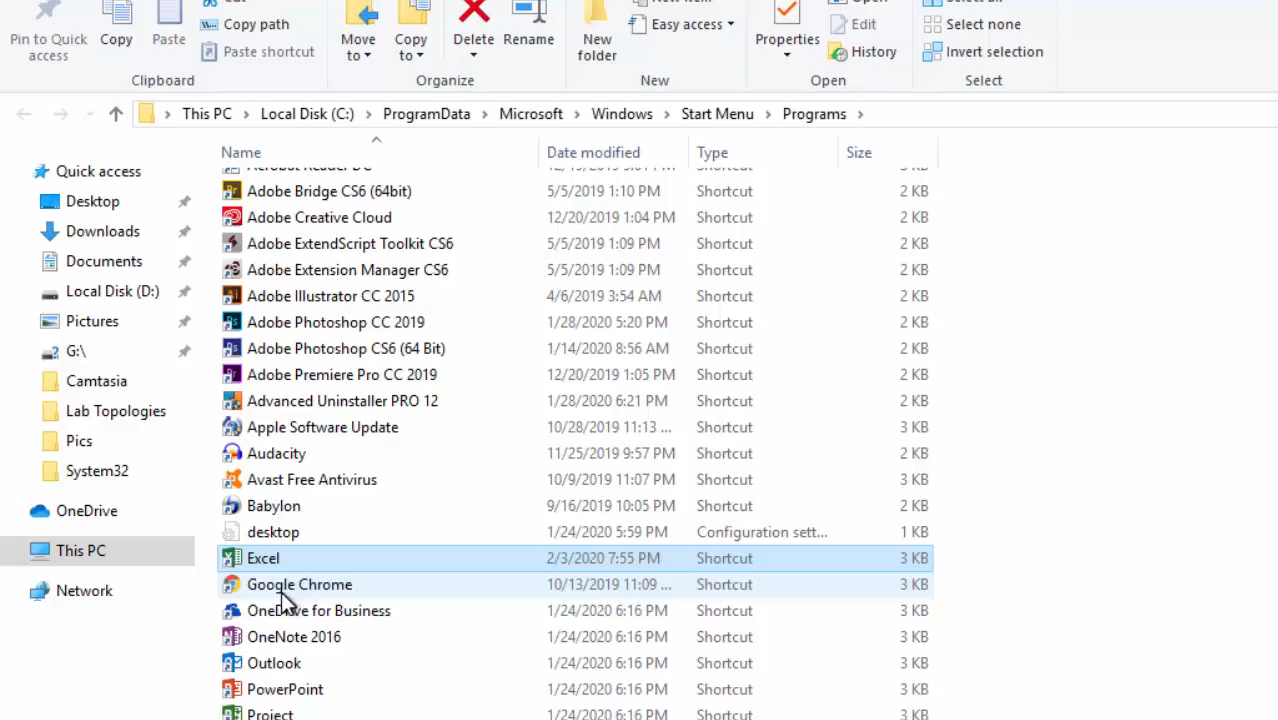 Pin to Quick access
Copy
Paste
Copy path
Paste shortcut
Clipboard
Move to
Copy to
Delete
Rename
Organize
New folder
Easy access
New
Properties
Edit
History
Open
Select none
Invert selection
Select
This PC
Local Disk (C:)
ProgramData
Microsoft
Windows
Start Menu
Programs
Name Date modified Type Size
Adobe Bridge CS6 (64bit) 5/5/2019 1:10 PM Shortcut 2 KB
Adobe Creative Cloud 12/20/2019 1:04 PM Shortcut 2 KB
Adobe ExtendScript Toolkit CS6 5/5/2019 1:09 PM Shortcut 2 KB
Adobe Extension Manager CS6 5/5/2019 1:09 PM Shortcut 2 KB
Adobe Illustrator CC 2015 4/6/2019 3:54 AM Shortcut 2 KB
Adobe Photoshop CC 2019 1/28/2020 5:20 PM Shortcut 2 KB
Adobe Photoshop CS6 (64 Bit) 1/14/2020 8:56 AM Shortcut 2 KB
Adobe Premiere Pro CC 2019 12/20/2019 1:05 PM Shortcut 2 KB
Advanced Uninstaller PRO 12 1/28/2020 6:21 PM Shortcut 2 KB
Apple Software Update 10/28/2019 11:13 ... Shortcut 3 KB
Audacity 11/25/2019 9:57 PM Shortcut 2 KB
Avast Free Antivirus 10/9/2019 11:07 PM Shortcut 3 KB
Babylon 9/16/2019 10:05 PM Shortcut 2 KB
desktop 1/24/2020 5:59 PM Configuration sett... 1 KB
Excel 2/3/2020 7:55 PM Shortcut 3 KB
Google Chrome 10/13/2019 11:09 ... Shortcut 3 KB
OneDrive for Business 1/24/2020 6:16 PM Shortcut 3 KB
OneNote 2016 1/24/2020 6:16 PM Shortcut 3 KB
Outlook 1/24/2020 6:16 PM Shortcut 3 KB
PowerPoint 1/24/2020 6:16 PM Shortcut 3 KB
Project 1/24/2020 6:16 PM Shortcut 3 KB
Quick access
Desktop
Downloads
Documents
Local Disk (D:)
Pictures
G:\
Camtasia
Lab Topologies
Pics
System32
OneDrive
This PC
Network